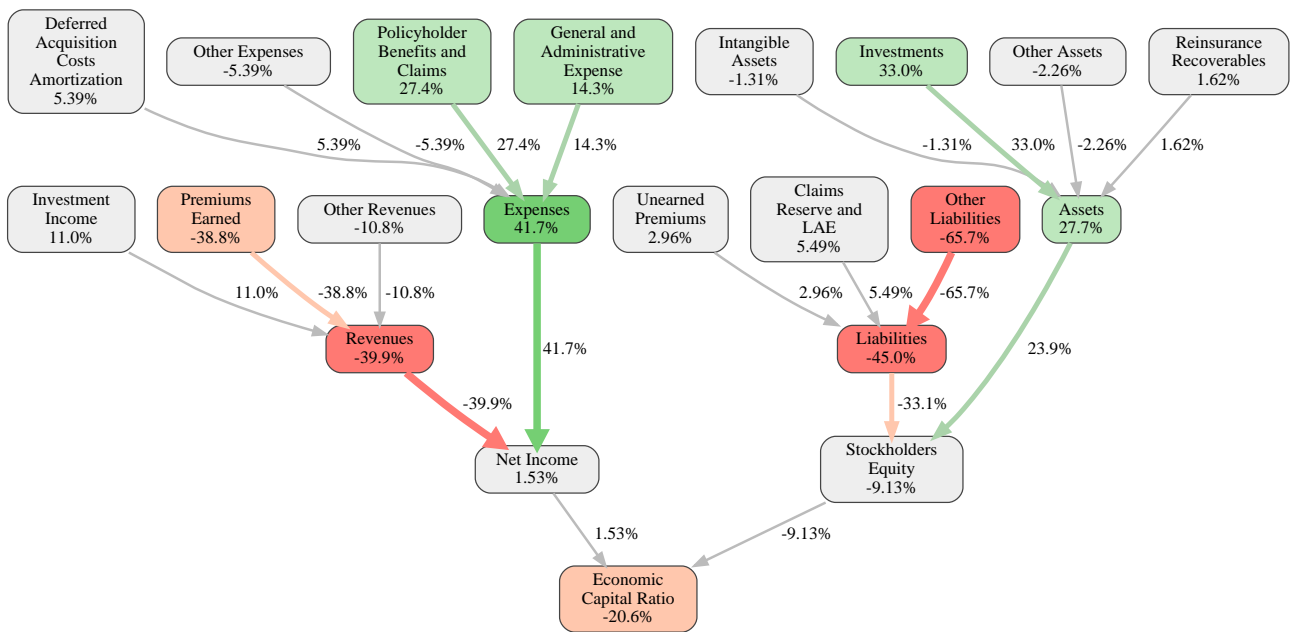 Deferred
Acquisition
Costs
Amortization
5.39%
Other Expenses
-5.39%
Policyholder
Benefits and
Claims
27.4%
General and
Administrative
Expense
14.3%
Intangible
Assets
-1.31%
Investments
33.0%
Other Assets
-2.26%
Reinsurance
Recoverables
1.62%
5.39%
-5.39%
27.4%
14.3%
-1.31%
33.0%
-2.26%
1.62%
Investment
Income
11.0%
Premiums
Earned
-38.8%
Other Revenues
-10.8%
Expenses
41.7%
Unearned
Premiums
2.96%
Claims
Reserve and
LAE
5.49%
Other
Liabilities
-65.7%
Assets
27.7%
11.0%
-38.8%
-10.8%
2.96%
5.49%
-65.7%
Revenues
-39.9%
41.7%
Liabilities
-45.0%
23.9%
-39.9%
-33.1%
Net Income
1.53%
Stockholders
Equity
-9.13%
1.53%
-9.13%
Economic
Capital Ratio
-20.6%